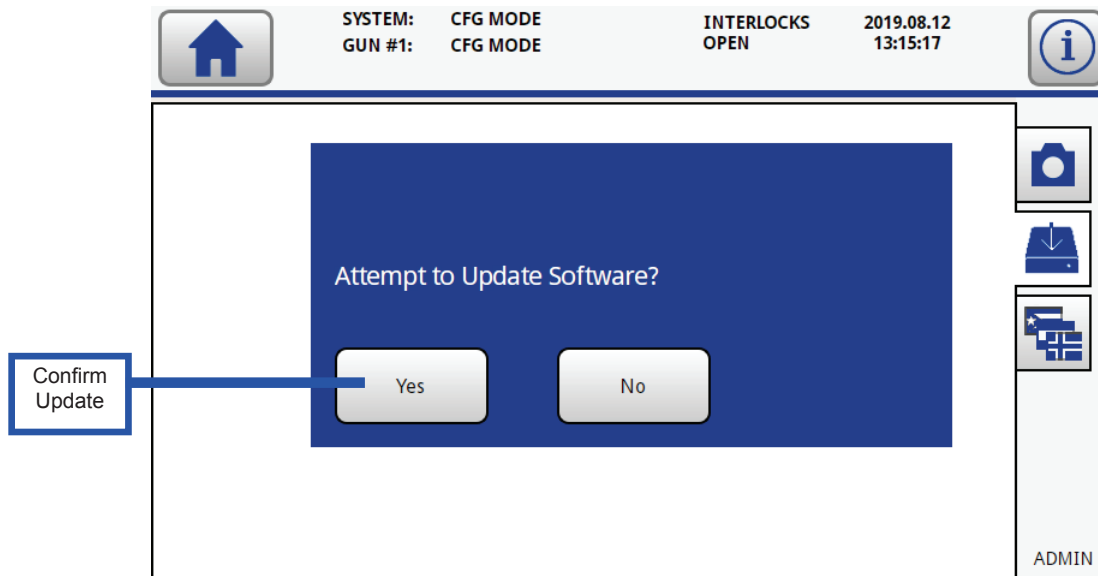 SYSTEM: CFG MODE INTERLOCKS 2019.08.12
GUN #1: CFG MODE OPEN 13:15:17
i
Attempt to Update Software?
Confirm
Update
Yes No
ADMIN